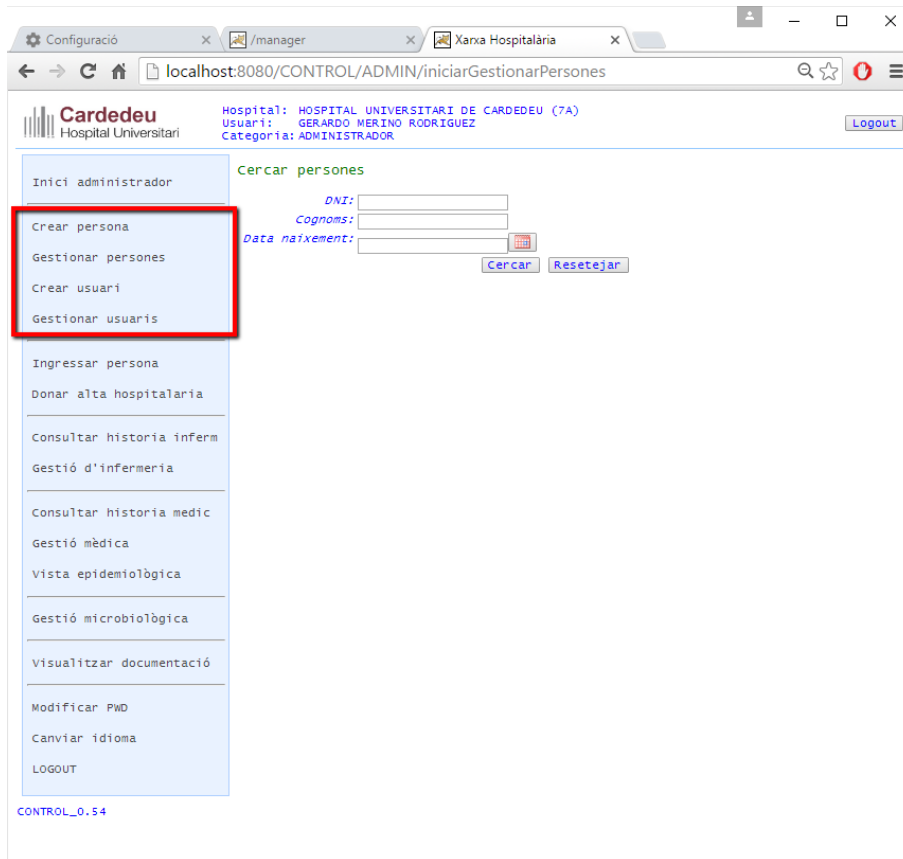 Configuració
/manager
Xarxa Hospitalària
localhost:8080/CONTROL/ADMIN/iniciarGestionarPersones
Cardedeu
Hospital Universitari
Hospital: HOSPITAL UNIVERSITARI DE CARDEDEU (7A)
Usuari: GERARDO MERINO RODRIGUEZ
Categoria: ADMINISTRADOR
Logout
Inici administrador
Crear persona
Gestionar persones
Crear usuari
Gestionar usuaris
Ingressar persona
Donar alta hospitalaria
Consultar historia inferm
Gestió d'infermeria
Consultar historia medic
Gestió mèdica
Vista epidemiològica
Gestió microbiològica
Visualitzar documentació
Modificar PWD
Canviar idioma
LOGOUT
Cercar persones
DNI:
Cognoms:
Data naixement:
Cercar Resetejar
CONTROL_0.54